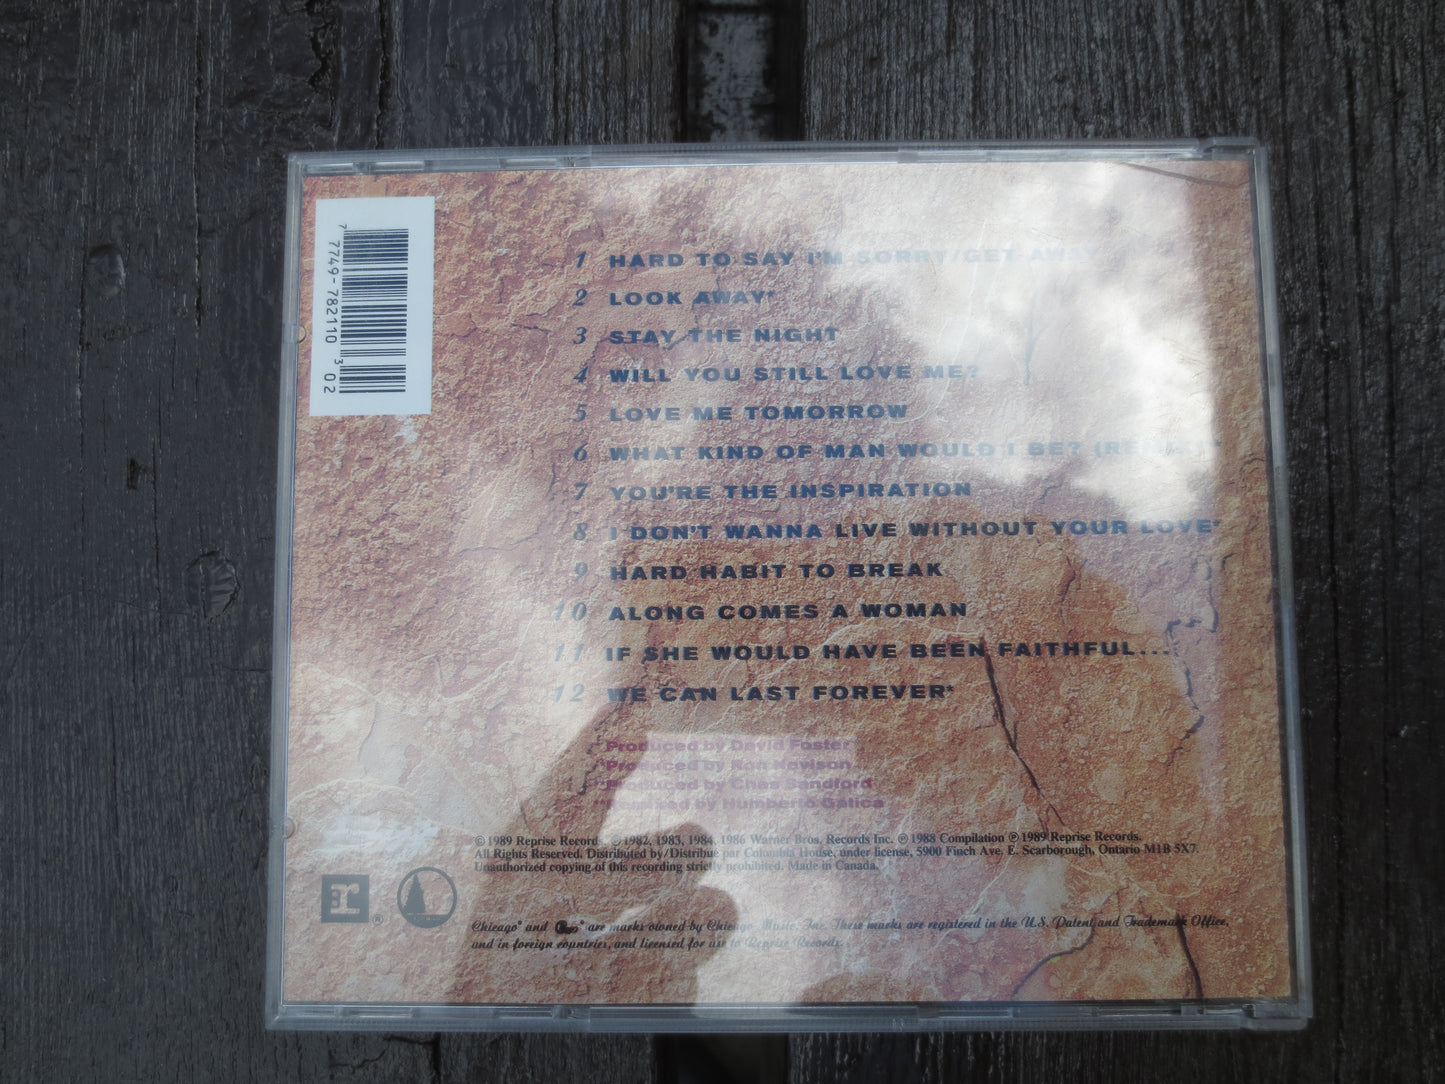 7 7749-782110 3 02
1 HARD TO SAY I'M SORRY/GET AWAY
2 LOOK AWAY*
3 STAY THE NIGHT
4 WILL YOU STILL LOVE ME?
5 LOVE ME TOMORROW
6 WHAT KIND OF MAN WOULD I BE? (REMIX)
7 YOU'RE THE INSPIRATION
8 I DON'T WANNA LIVE WITHOUT YOUR LOVE*
9 HARD HABIT TO BREAK
10 ALONG COMES A WOMAN
11 IF SHE WOULD HAVE BEEN FAITHFUL...
12 WE CAN LAST FOREVER*
Produced by David Foster
*Produced by Ron Nevison
Produced by Chas Sandford
Remixed by Humberto Gatica
©1989 Reprise Records. ℗1982, 1983, 1984, 1986 Warner Bros. Records Inc. ℗ 1988 Compilation ℗ 1989 Reprise Records.
All Rights Reserved. Distributed by/Distribué par Columbia House, under license, 5900 Finch Ave. E. Scarborough, Ontario M1B 5X7.
Unauthorized copying of this recording strictly prohibited. Made in Canada.
r ®
Chicago® and ® are marks owned by Chicago Music, Inc. These marks are registered in the U.S. Patent and Trademark Office,
and in foreign countries, and licensed for use to Reprise Records.